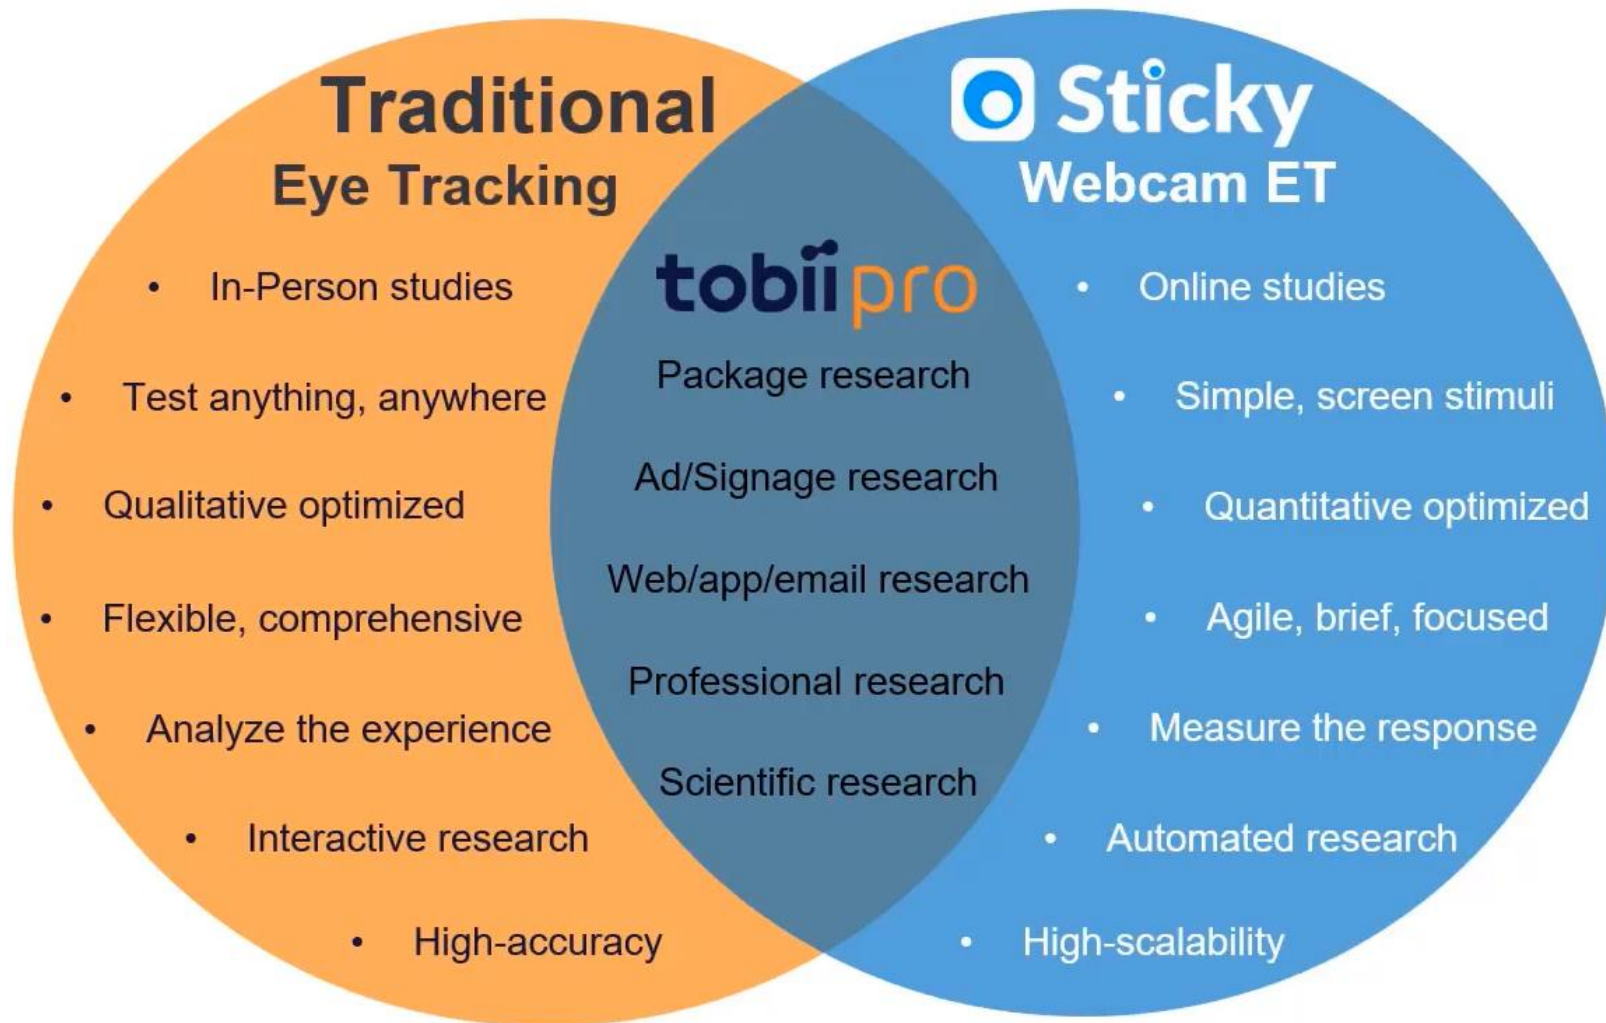 Traditional
Eye Tracking
• In-Person studies
• Test anything, anywhere
• Qualitative optimized
• Flexible, comprehensive
• Analyze the experience
• Interactive research
• High-accuracy
tobii pro
Package research
Ad/Signage research
Web/app/email research
Professional research
Scientific research
Sticky
Webcam ET
• Online studies
• Simple, screen stimuli
• Quantitative optimized
• Agile, brief, focused
• Measure the response
• Automated research
• High-scalability